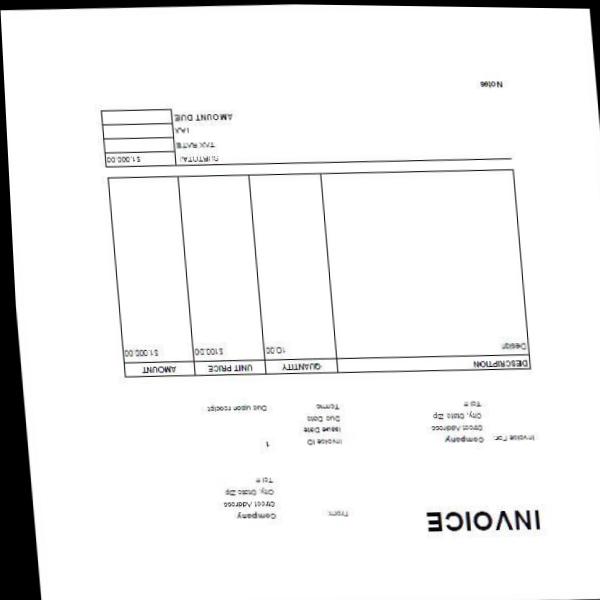 INVOICE
From:
Company
Street Address
City, State Zip
Tel #
Invoice For:
Company
Street Address
City, State Zip
Tel #
Invoice ID 1
Issue Date
Due Date
Terms Due upon receipt
DESCRIPTION QUANTITY UNIT PRICE AMOUNT
Design 10.00 $100.00 $1,000.00
SUBTOTAL $1,000.00
TAX RATE
TAX
AMOUNT DUE
Notes